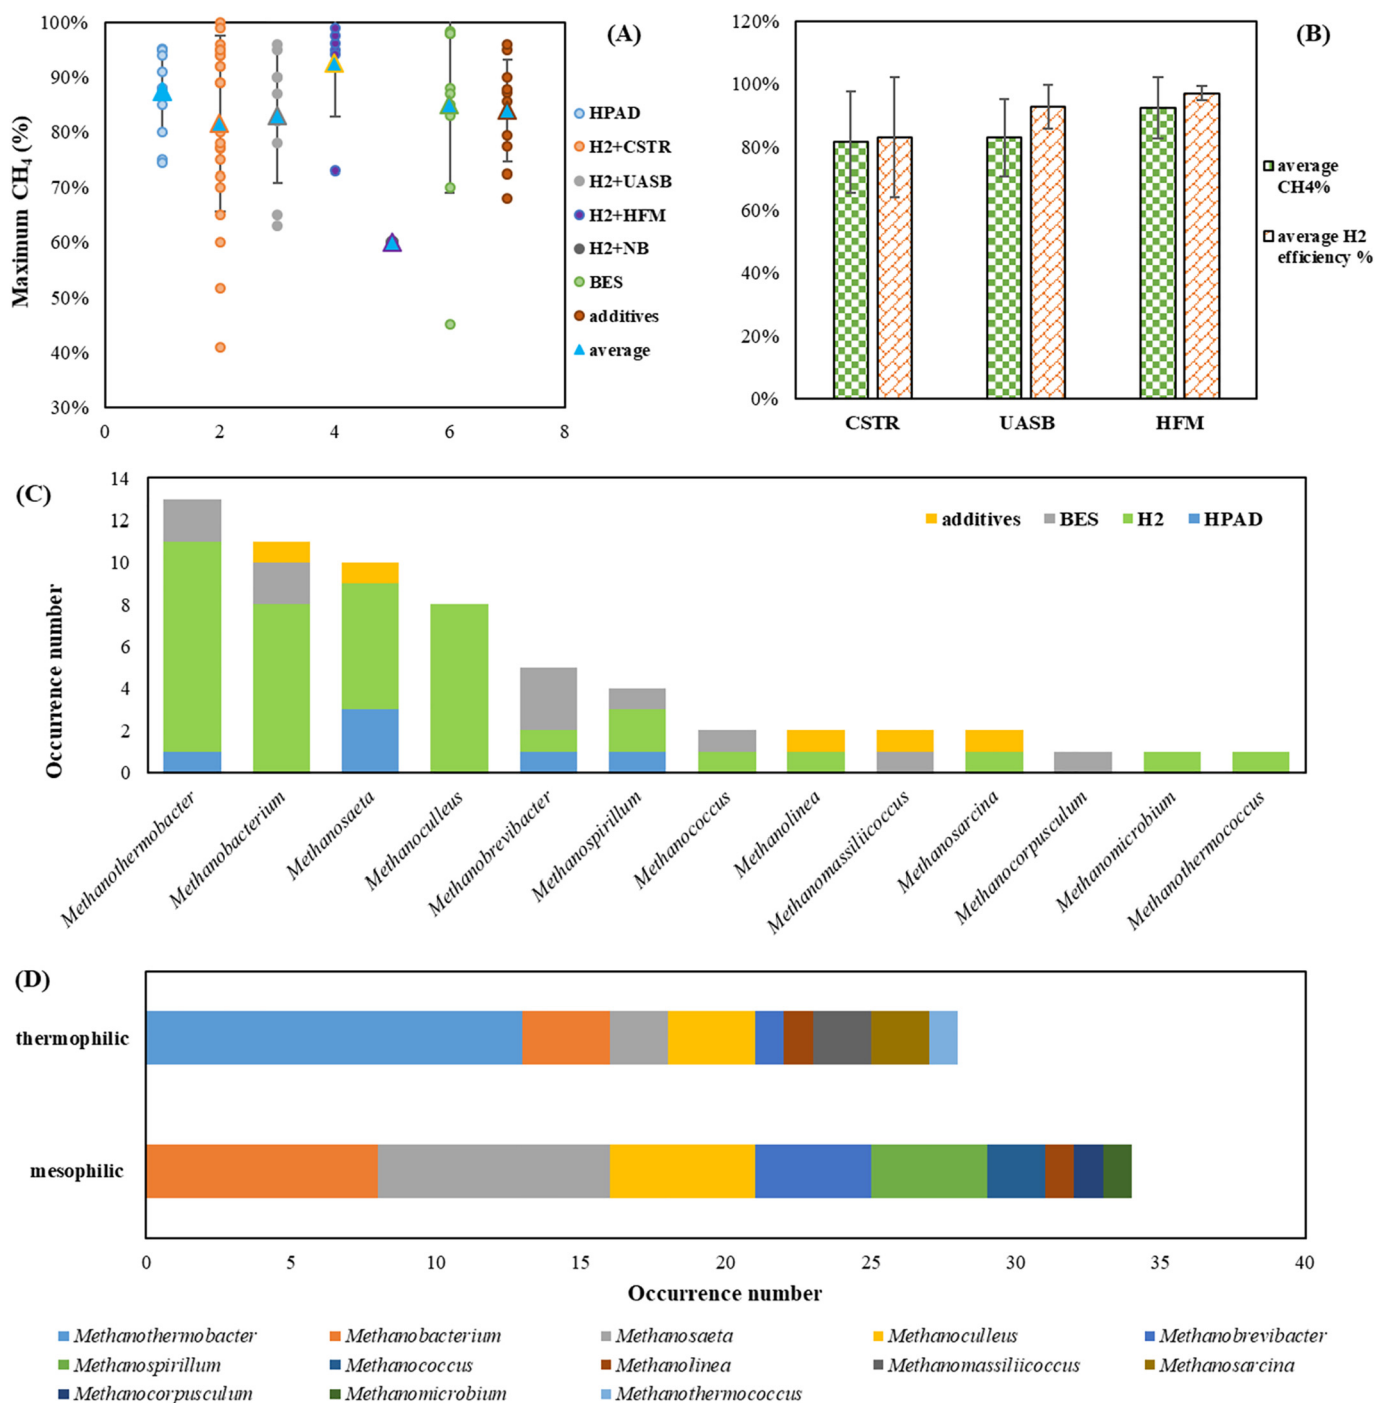 (A)
Maximum CH4 (%)
100%
90%
80%
70%
60%
50%
40%
30%
0 2 4 6 8
HPAD
H2+CSTR
H2+UASB
H2+HFM
H2+NB
BES
additives
average
(B)
120%
100%
80%
60%
40%
20%
0%
CSTR UASB HFM
average
CH4%
average H2
efficiency %
(C)
Occurrence number
14
12
10
8
6
4
2
0
additives BES H2 HPAD
Methanothermobacter
Methanobacterium
Methanosaeta
Methanoculleus
Methanobrevibacter
Methanospirillum
Methanococcus
Methanolinea
Methanomassiliicoccus
Methanosarcina
Methanocorpusculum
Methanomicrobium
Methanothermococcus
(D)
thermophilic
mesophilic
0 5 10 15 20 25 30 35 40
Occurrence number
Methanothermobacter Methanobacterium Methanosaeta Methanoculleus Methanobrevibacter
Methanospirillum Methanococcus Methanolinea Methanomassiliicoccus Methanosarcina
Methanocorpusculum Methanomicrobium Methanothermococcus